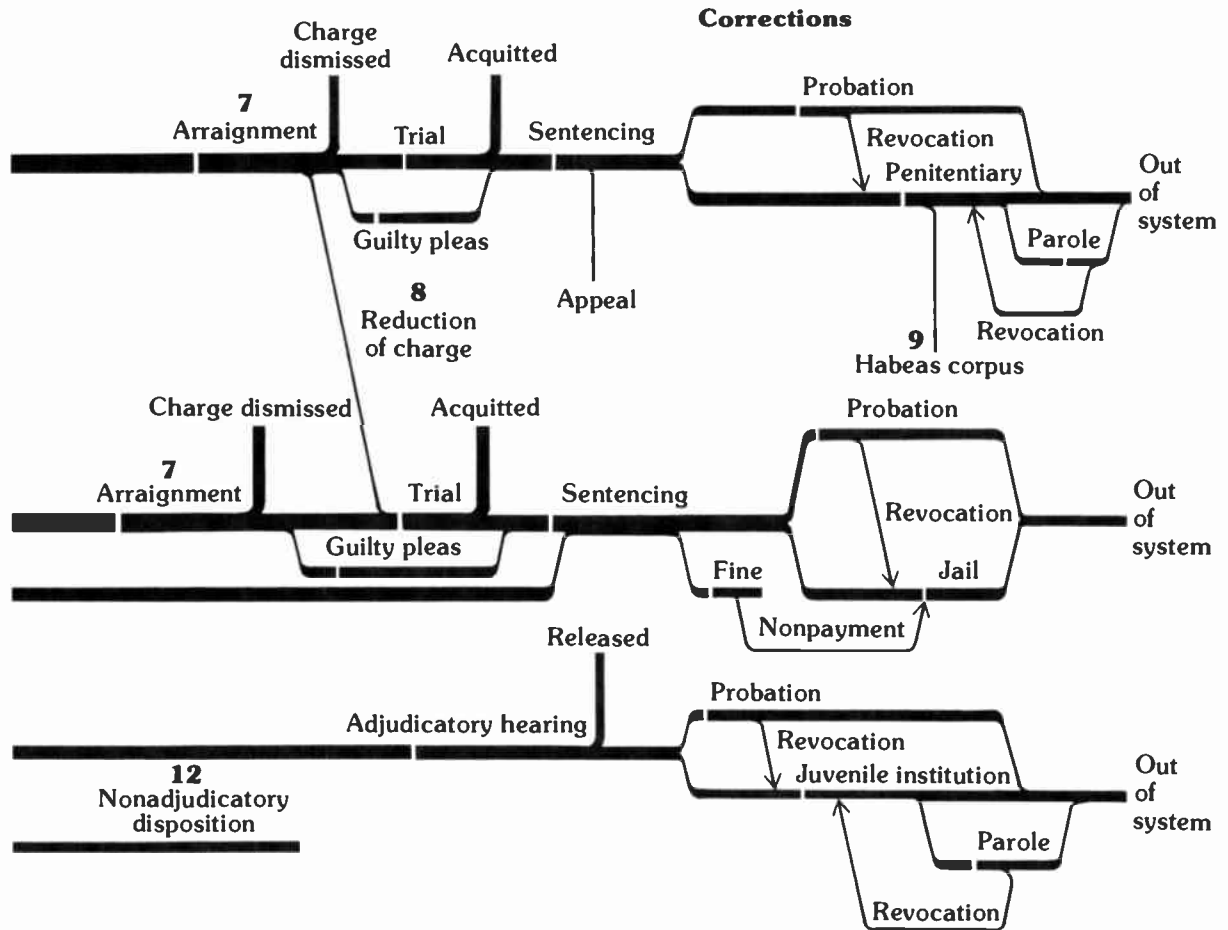 Corrections
Charge
dismissed
Acquitted
Probation
7
Arraignment
Trial
Sentencing
Revocation
Penitentiary
Out
of
system
Guilty pleas
Parole
8
Reduction
of charge
Appeal
Revocation
9
Habeas corpus
Charge dismissed
Acquitted
Probation
7
Arraignment
Trial
Sentencing
Revocation
Out
of
system
Guilty pleas
Fine
Jail
Nonpayment
Released
Probation
Adjudicatory hearing
Revocation
Juvenile institution
Out
of
system
12
Nonadjudicatory
disposition
Parole
Revocation